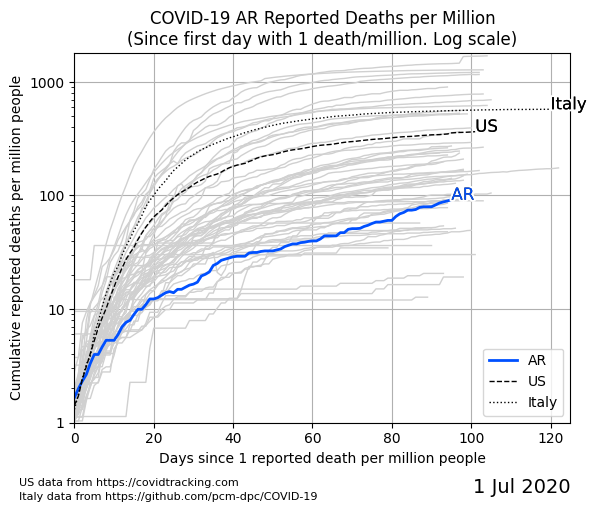 COVID-19 AR Reported Deaths per Million
(Since first day with 1 death/million. Log scale)
Cumulative reported deaths per million people
1000
100
10
1
Italy
US
AR
AR
US
Italy
0 20 40 60 80 100 120
Days since 1 reported death per million people
US data from https://covidtracking.com
Italy data from https://github.com/pcm-dpc/COVID-19
1 Jul 2020